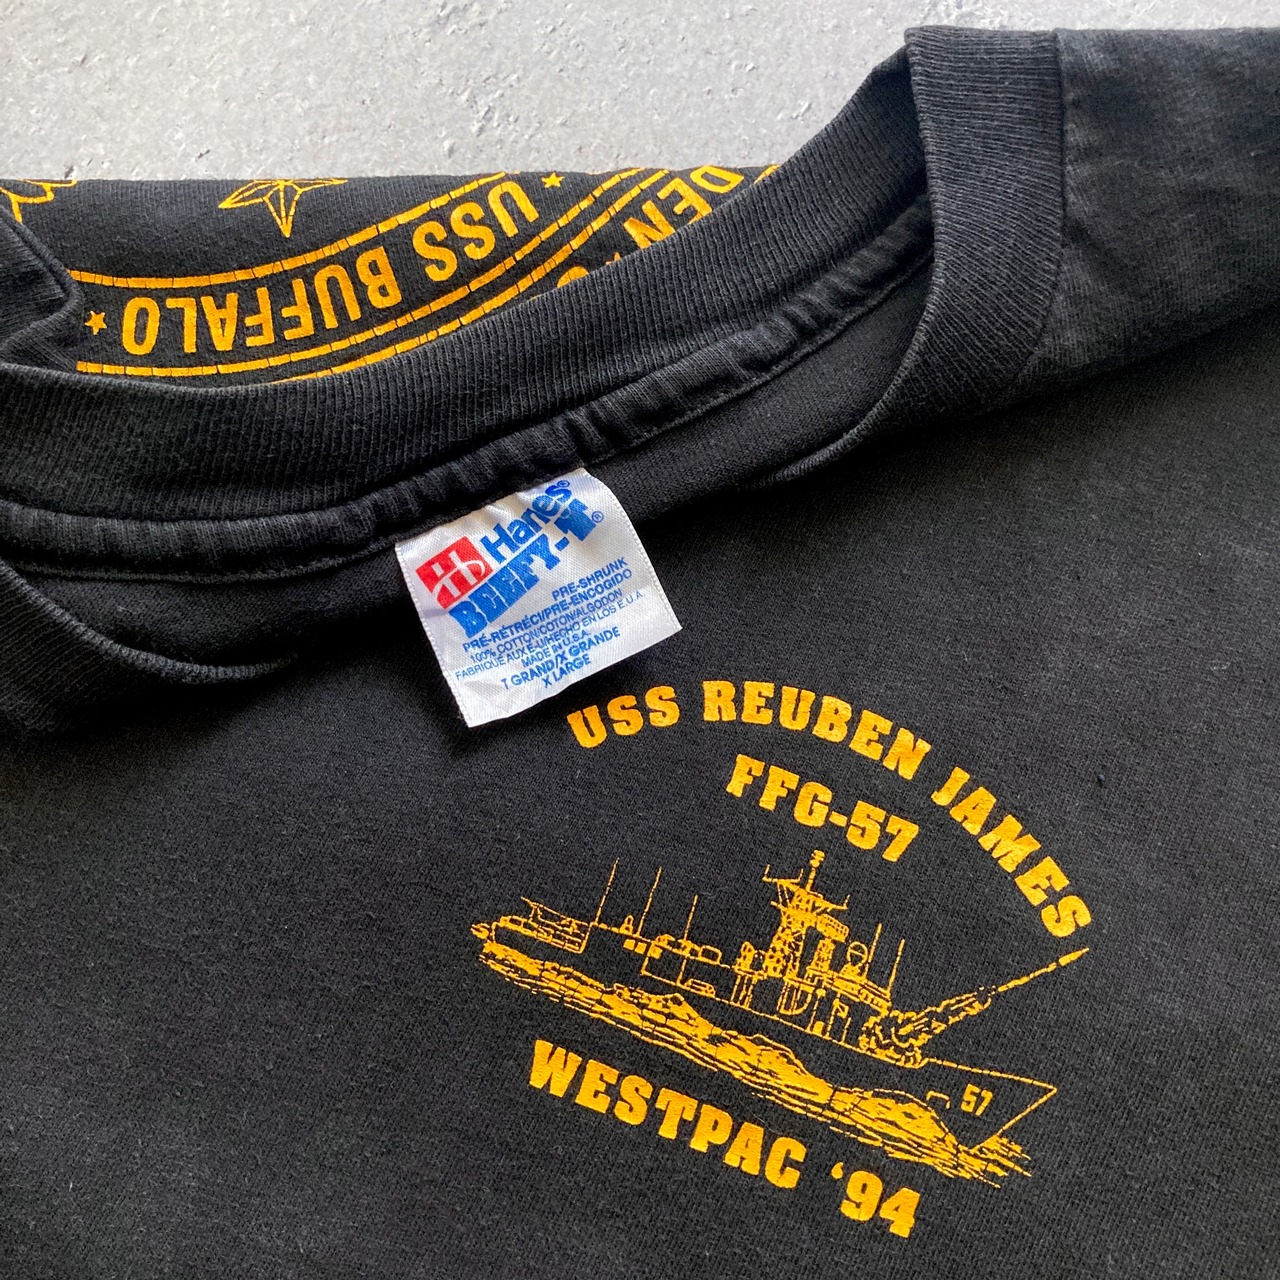 USS BUFFALO
DEN
Hanes®
BEEFY-T®
PRE-SHRUNK
PRÉ-RÉTRÉCI/PRE-ENCOGIDO
100% COTTON/COTON/ALGODON
FABRIQUÉ AUX E.U/HECHO EN LOS E.U.A.
MADE IN U.S.A.
T GRAND/X GRANDE
X LARGE
USS REUBEN JAMES
FFG-57
57
WESTPAC '94